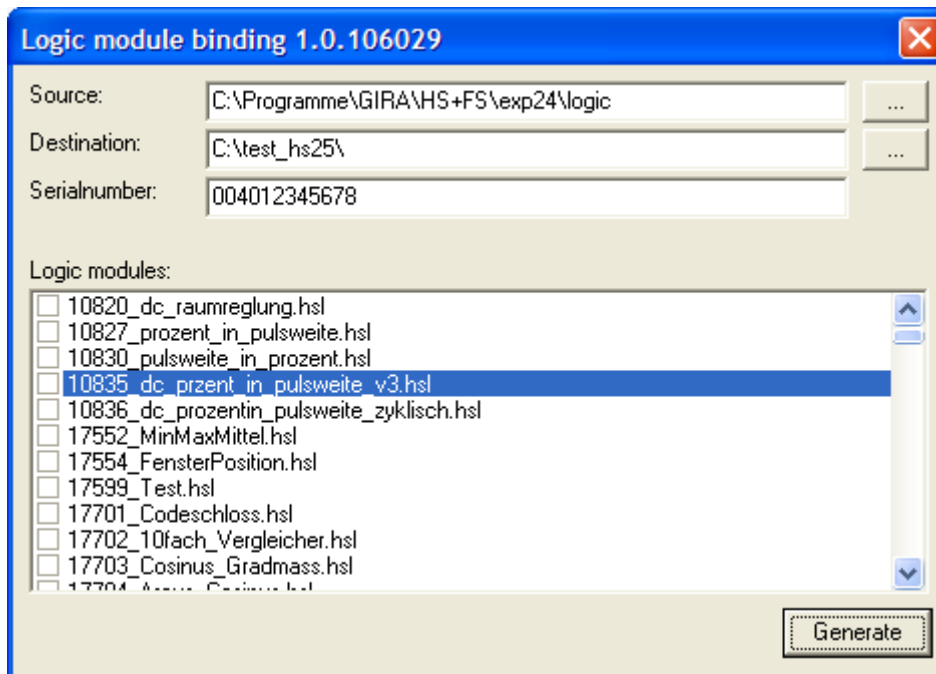 Logic module binding 1.0.106029
Source: C:\Programme\GIRA\HS+FS\exp24\logic ...
Destination: C:\test_hs25\ ...
Serialnumber: 004012345678
Logic modules:
10820_dc_raumreglung.hsl
10827_prozent_in_pulsweite.hsl
10830_pulsweite_in_prozent.hsl
10835_dc_przent_in_pulsweite_v3.hsl
10836_dc_prozentin_pulsweite_zyklisch.hsl
17552_MinMaxMittel.hsl
17554_FensterPosition.hsl
17599_Test.hsl
17701_Codeschloss.hsl
17702_10fach_Vergleicher.hsl
17703_Cosinus_Gradmass.hsl
Generate